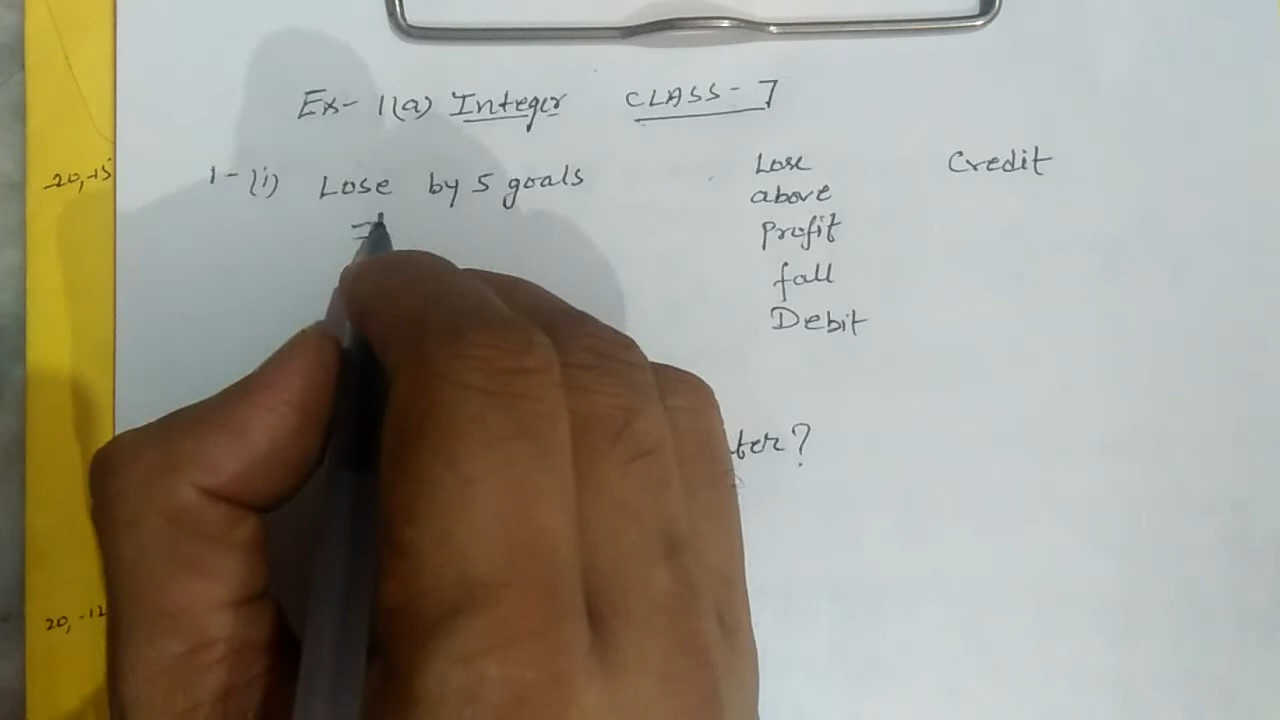 Ex- 1(a) Integer CLASS- 7
20,-15
1- (i) Lose by 5 goals
=
Lose
above
Profit
fall
Debit
Credit
ter?
20,-12